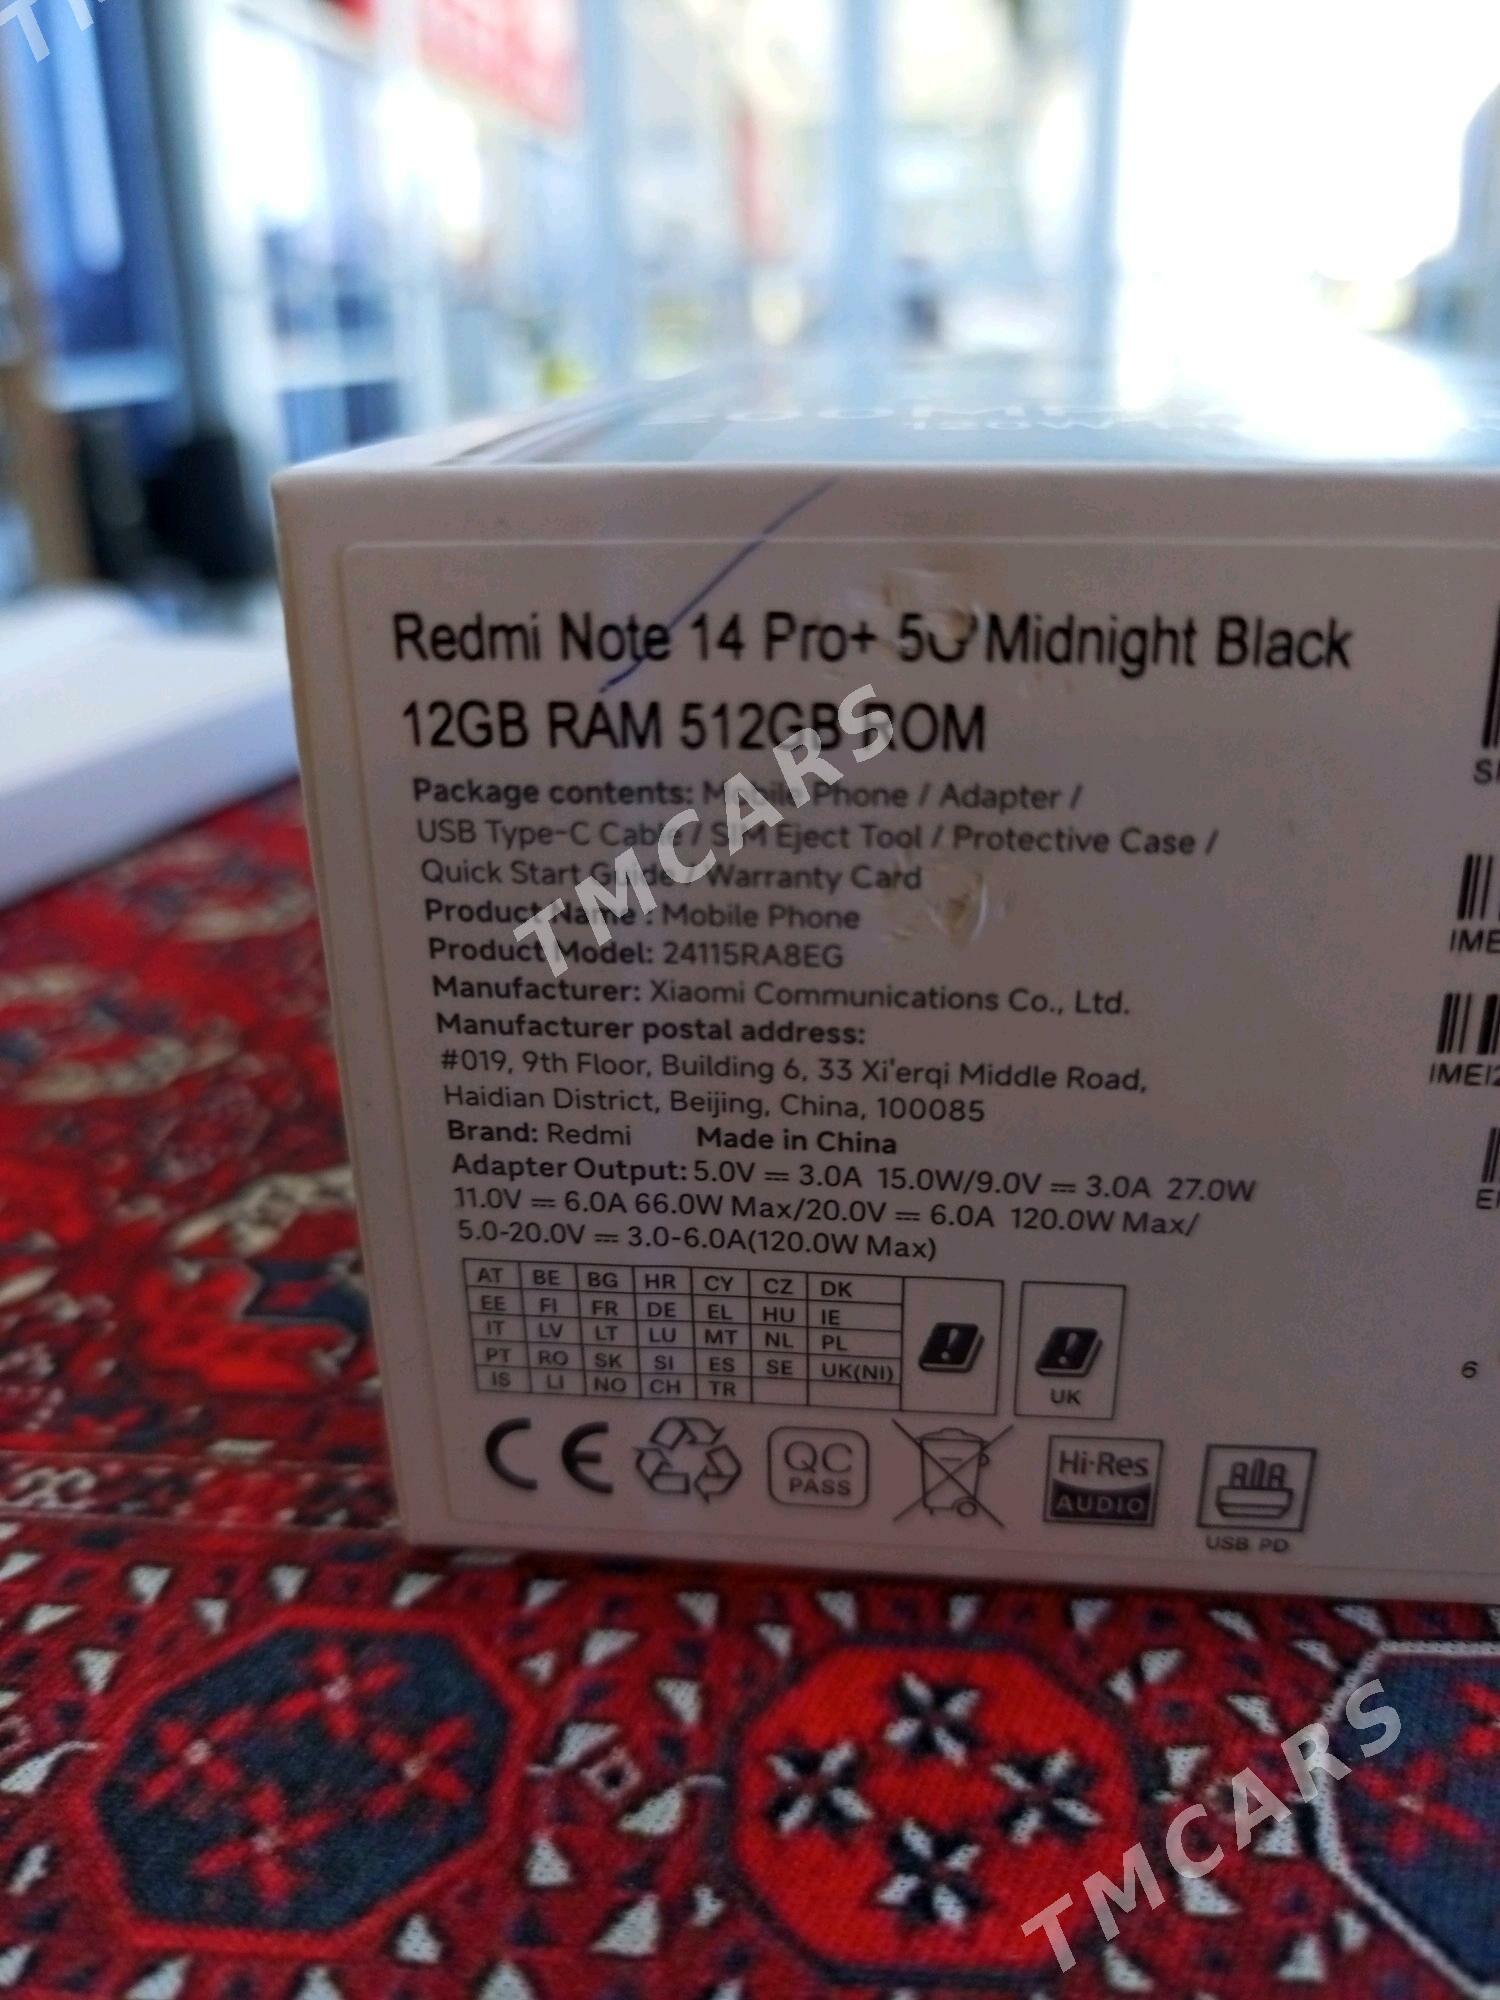 Redmi Note 14 Pro+ 5G Midnight Black
12GB RAM 512GB ROM
Package contents: Mobile Phone / Adapter /
USB Type-C Cable / SIM Eject Tool / Protective Case /
Quick Start Guide / Warranty Card
Product Name : Mobile Phone
Product Model: 24115RA8EG
Manufacturer: Xiaomi Communications Co., Ltd.
Manufacturer postal address:
#019, 9th Floor, Building 6, 33 Xi'erqi Middle Road,
Haidian District, Beijing, China, 100085
Brand: Redmi Made in China
Adapter Output: 5.0V ⎓ 3.0A 15.0W/9.0V ⎓ 3.0A 27.0W
11.0V ⎓ 6.0A 66.0W Max/20.0V ⎓ 6.0A 120.0W Max/
5.0-20.0V ⎓ 3.0-6.0A(120.0W Max)
AT BE BG HR CY CZ DK
EE FI FR DE EL HU IE
IT LV LT LU MT NL PL
PT RO SK SI ES SE UK(NI)
IS LI NO CH TR
UK
CE
QC
PASS
Hi-Res
AUDIO
USB PD
IME
IMEI2
6
TMCARS
TMCARS